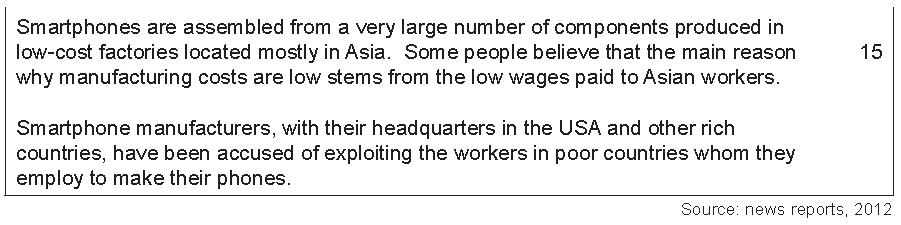 Smartphones are assembled from a very large number of components produced in
low-cost factories located mostly in Asia.  Some people believe that the main reason 15
why manufacturing costs are low stems from the low wages paid to Asian workers.
Smartphone manufacturers, with their headquarters in the USA and other rich
countries, have been accused of exploiting the workers in poor countries whom they
employ to make their phones.
Source: news reports, 2012